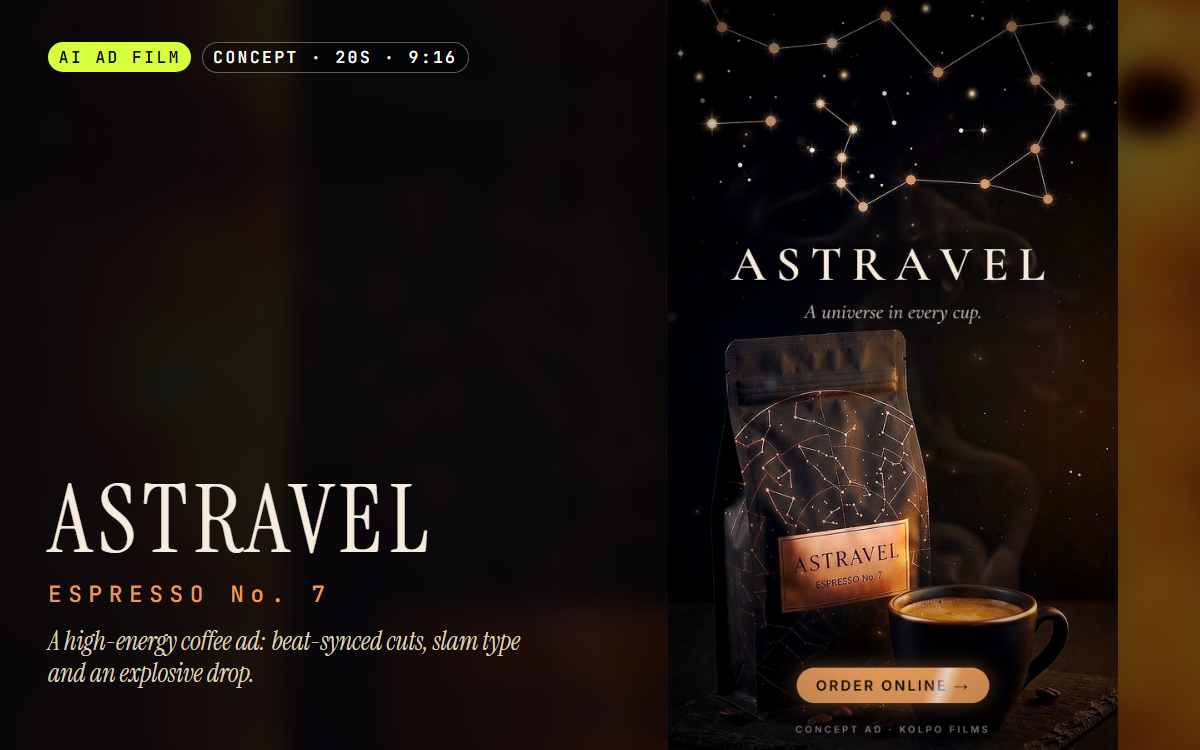 AI AD FILM
CONCEPT · 20S · 9:16
ASTRAVEL
ESPRESSO No. 7
A high-energy coffee ad: beat-synced cuts, slam type
and an explosive drop.
ASTRAVEL
A universe in every cup.
ASTRAVEL
ESPRESSO No. 7
ORDER ONLINE →
CONCEPT AD · KOLPO FILMS